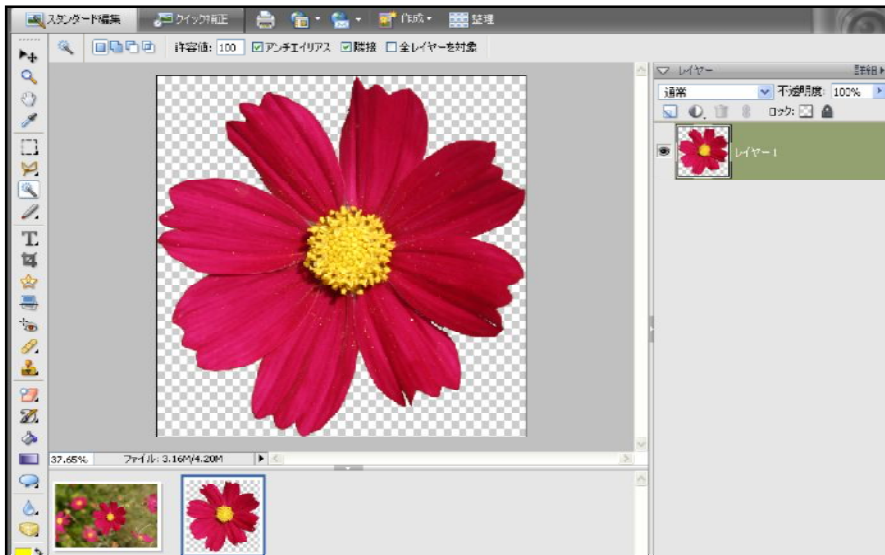 スタンダード編集 クイック補正 作成 整理
許容値: 100 アンチエイリアス 隣接 全レイヤーを対象
レイヤー 詳細
通常 不透明度: 100%
ロック:
レイヤー 1
T
37.65% ファイル: 3.16M/4.20M